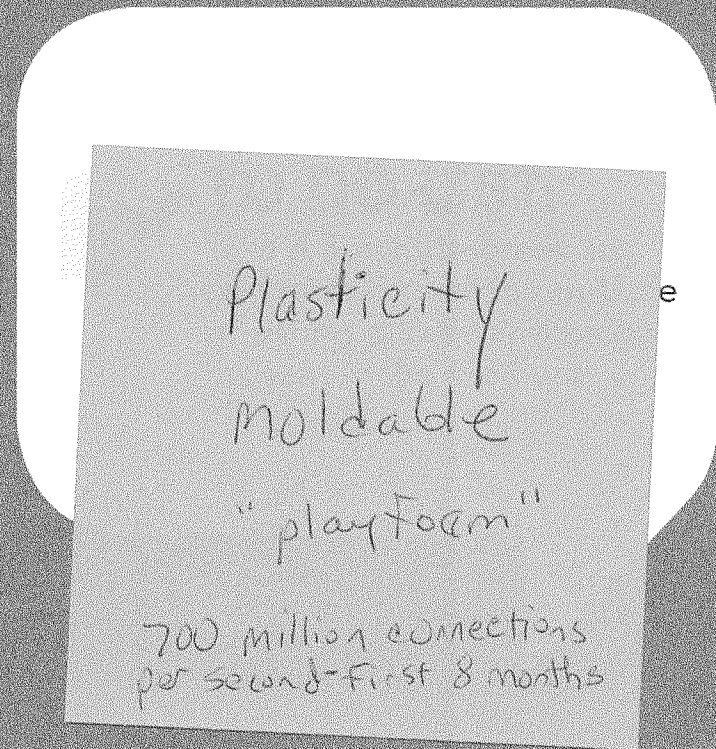 Plasticity
e
moldable
"playfoam"
700 million connections
per second-first 8 months